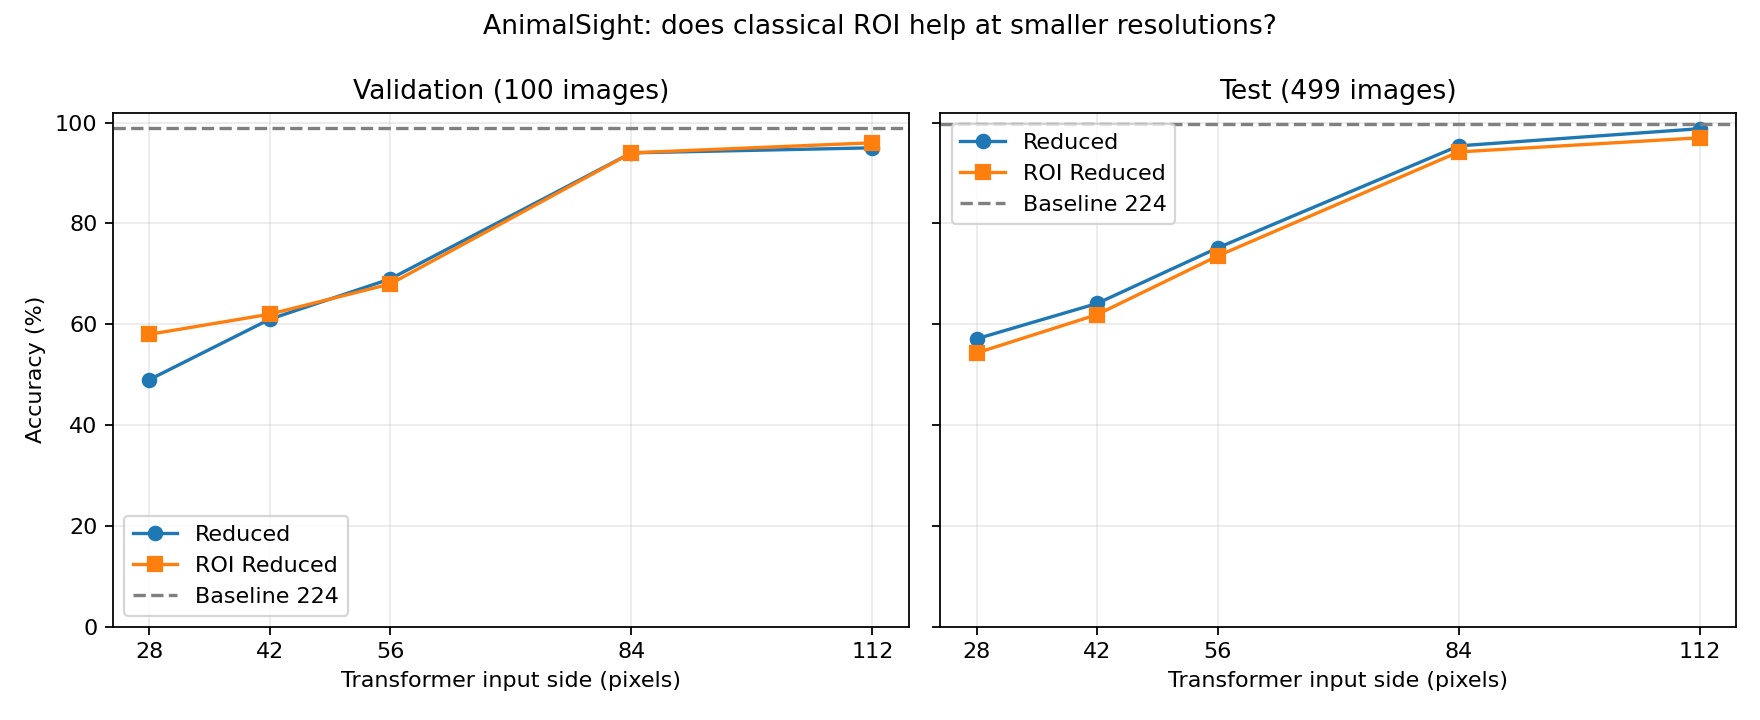 AnimalSight: does classical ROI help at smaller resolutions?
Validation (100 images)
100
80
60
40
20
0
Accuracy (%)
Reduced
ROI Reduced
Baseline 224
28 42 56 84 112
Transformer input side (pixels)
Test (499 images)
Reduced
ROI Reduced
Baseline 224
28 42 56 84 112
Transformer input side (pixels)